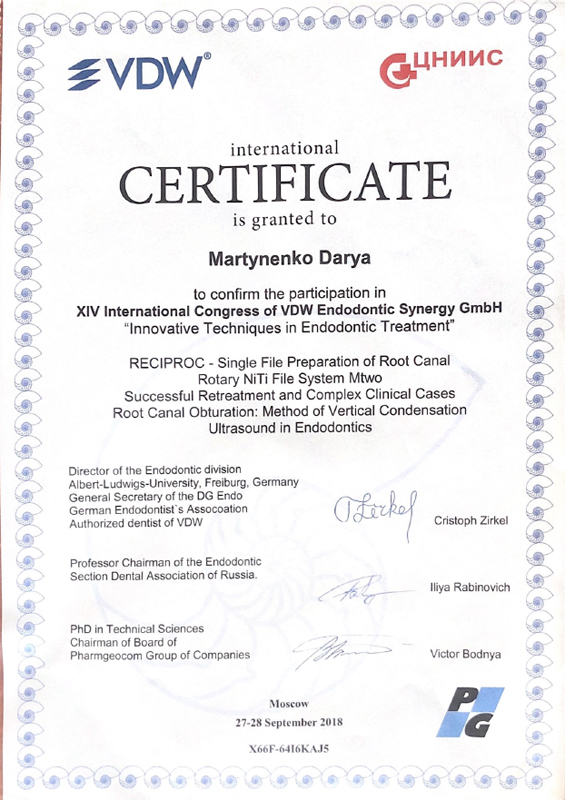 VDW®
ЦНИИС
international
CERTIFICATE
is granted to
Martynenko Darya
to confirm the participation in
XIV International Congress of VDW Endodontic Synergy GmbH
“Innovative Techniques in Endodontic Treatment”
RECIPROC - Single File Preparation of Root Canal
Rotary NiTi File System Mtwo
Successful Retreatment and Complex Clinical Cases
Root Canal Obturation: Method of Vertical Condensation
Ultrasound in Endodontics
Director of the Endodontic division
Albert-Ludwigs-University, Freiburg, Germany
General Secretary of the DG Endo
German Endodontist`s Assocoation
Authorized dentist of VDW
Cristoph Zirkel
Professor Chairman of the Endodontic
Section Dental Association of Russia.
Iliya Rabinovich
PhD in Technical Sciences
Chairman of Board of
Pharmgeocom Group of Companies
Victor Bodnya
Moscow
27-28 September 2018
X66F-64I6KAJ5
PG